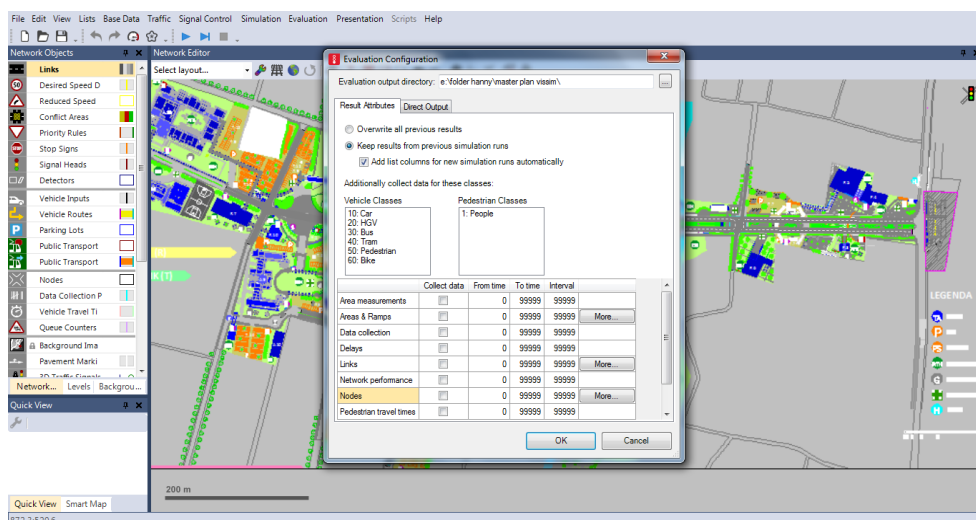 File Edit View Lists Base Data Traffic Signal Control Simulation Evaluation Presentation Scripts Help
Network Objects
Network Editor
Select layout...
Links
Desired Speed D
Reduced Speed
Conflict Areas
Priority Rules
Stop Signs
Signal Heads
Detectors
Vehicle Inputs
Vehicle Routes
Parking Lots
Public Transport
Public Transport
Nodes
Data Collection P
Vehicle Travel Ti
Queue Counters
Background Ima
Pavement Marki
3D Traffic Signals
Network... Levels Backgrou...
Quick View
Quick View Smart Map
200 m
Evaluation Configuration
Evaluation output directory: e:\folder hanny\master plan vissim\
...
Result Attributes Direct Output
Overwrite all previous results
Keep results from previous simulation runs
Add list columns for new simulation runs automatically
Additionally collect data for these classes:
Vehicle Classes Pedestrian Classes
10: Car 1: People
20: HGV
30: Bus
40: Tram
50: Pedestrian
60: Bike
Collect data From time To time Interval
Area measurements 0 99999 99999
Areas & Ramps 0 99999 99999 More...
Data collection 0 99999 99999
Delays 0 99999 99999
Links 0 99999 99999 More...
Network performance 0 99999 99999
Nodes 0 99999 99999 More...
Pedestrian travel times 0 99999 99999
OK Cancel
LEGENDA